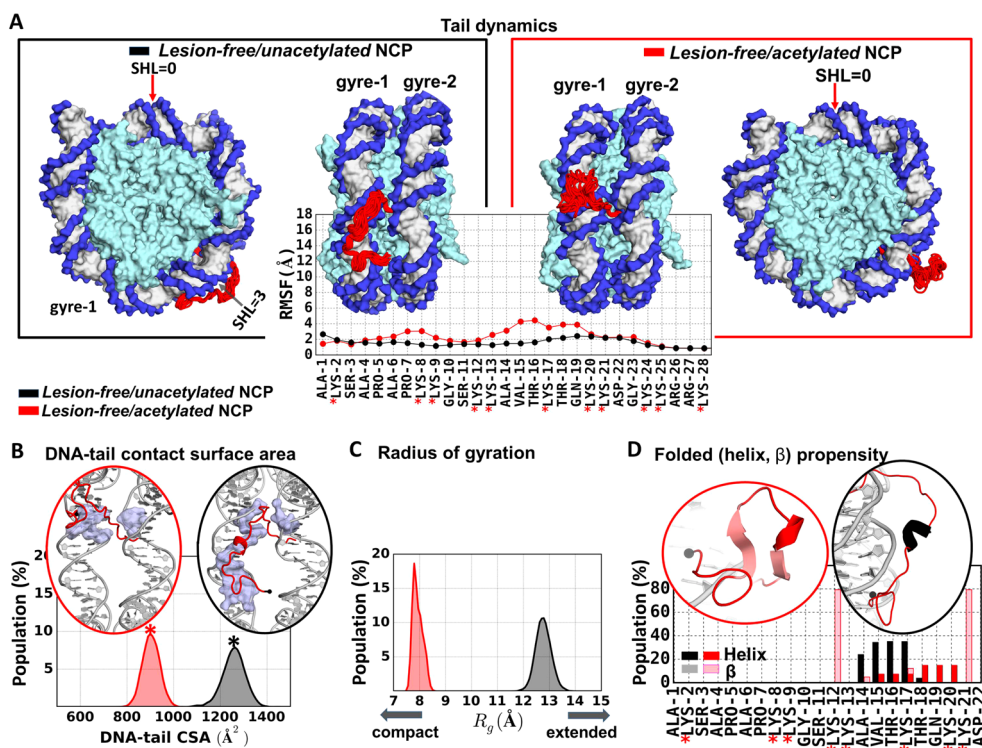 A
Tail dynamics
Lesion-free/unacetylated NCP
SHL=0
gyre-1 gyre-2
gyre-1
SHL=3
Lesion-free/acetylated NCP
gyre-1 gyre-2
SHL=0
RMSF(Å)
18
16
14
12
10
8
6
4
2
0
ALA-1
*LYS-2
SER-3
ALA-4
PRO-5
ALA-6
PRO-7
*LYS-8
*LYS-9
GLY-10
SER-11
*LYS-12
*LYS-13
ALA-14
VAL-15
THR-16
*LYS-17
THR-18
GLN-19
*LYS-20
*LYS-21
ASP-22
GLY-23
*LYS-24
*LYS-25
ARG-26
ARG-27
*LYS-28
Lesion-free/unacetylated NCP
Lesion-free/acetylated NCP
B DNA-tail contact surface area
Population (%)
20
15
10
5
* *
600 800 1000 1200 1400
DNA-tail CSA (Å²)
C Radius of gyration
Population (%)
20
15
10
5
7 8 9 10 11 12 13 14 15
compact Rg (Å) extended
D Folded (helix, β) propensity
Population (%)
80
60
40
20
0
Helix
β
ALA-1
*LYS-2
SER-3
ALA-4
PRO-5
ALA-6
PRO-7
*LYS-8
*LYS-9
GLY-10
SER-11
*LYS-12
*LYS-13
ALA-14
VAL-15
THR-16
*LYS-17
THR-18
GLN-19
*LYS-20
*LYS-21
ASP-22